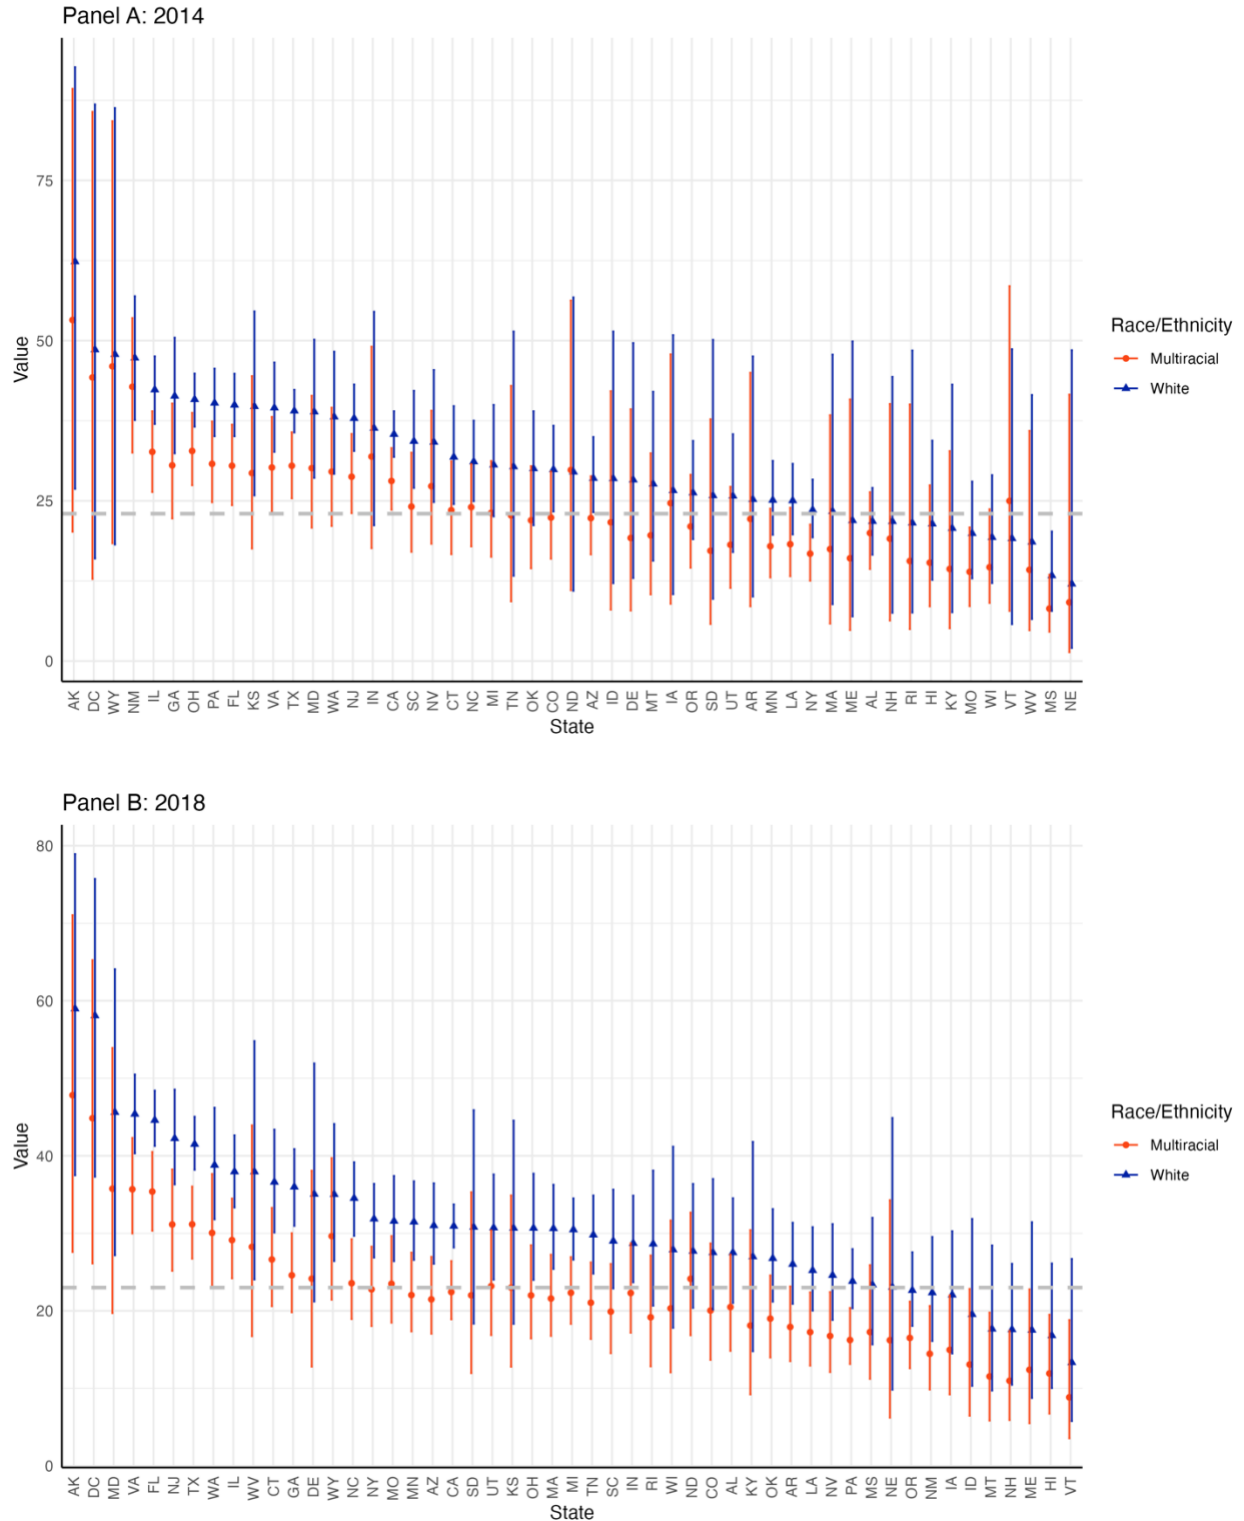 Panel A: 2014
75
50
25
0
Value
AK DC WY NM IL GA OH PA FL KS VA TX MD WA NJ IN CA SC NV CT NC MI TN OK CO ND AZ ID DE MT IA OR SD UT AR MN LA NY MA ME AL NH RI HI KY MO WI VT WV MS NE
State
Race/Ethnicity
Multiracial
White
Panel B: 2018
80
60
40
20
0
Value
AK DC MD VA FL NJ TX WA IL WV CT GA DE WY NC NY MO MN AZ CA SD UT KS OH MA MI TN SC IN RI WI ND CO AL KY OK AR LA NV PA MS NE OR NM IA ID MT NH ME HI VT
State
Race/Ethnicity
Multiracial
White